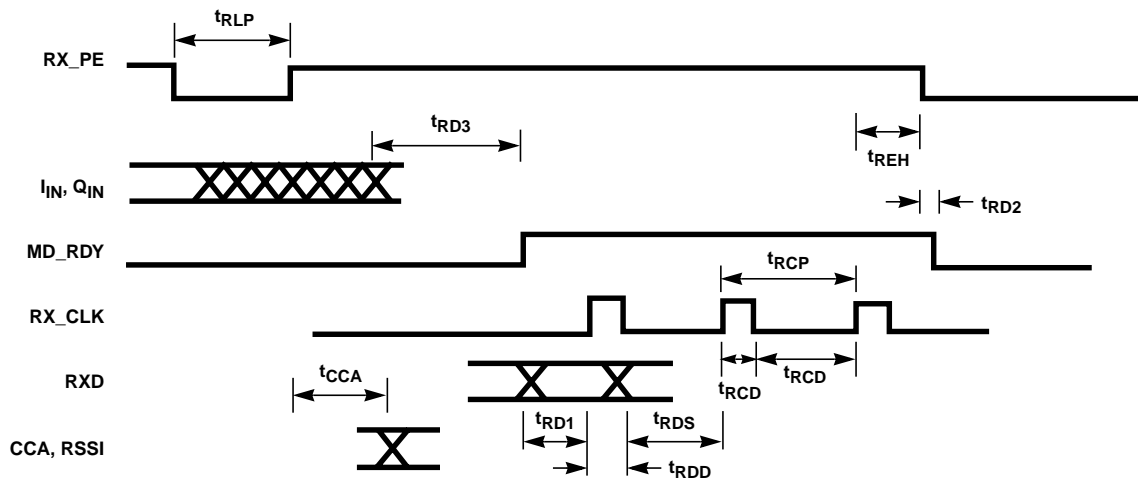 tRLP
RX_PE
tRD3
tREH
IIN, QIN
tRD2
MD_RDY
tRCP
RX_CLK
tCCA
RXD
tRCD
tRCD
tRD1
tRDS
CCA, RSSI
tRDD